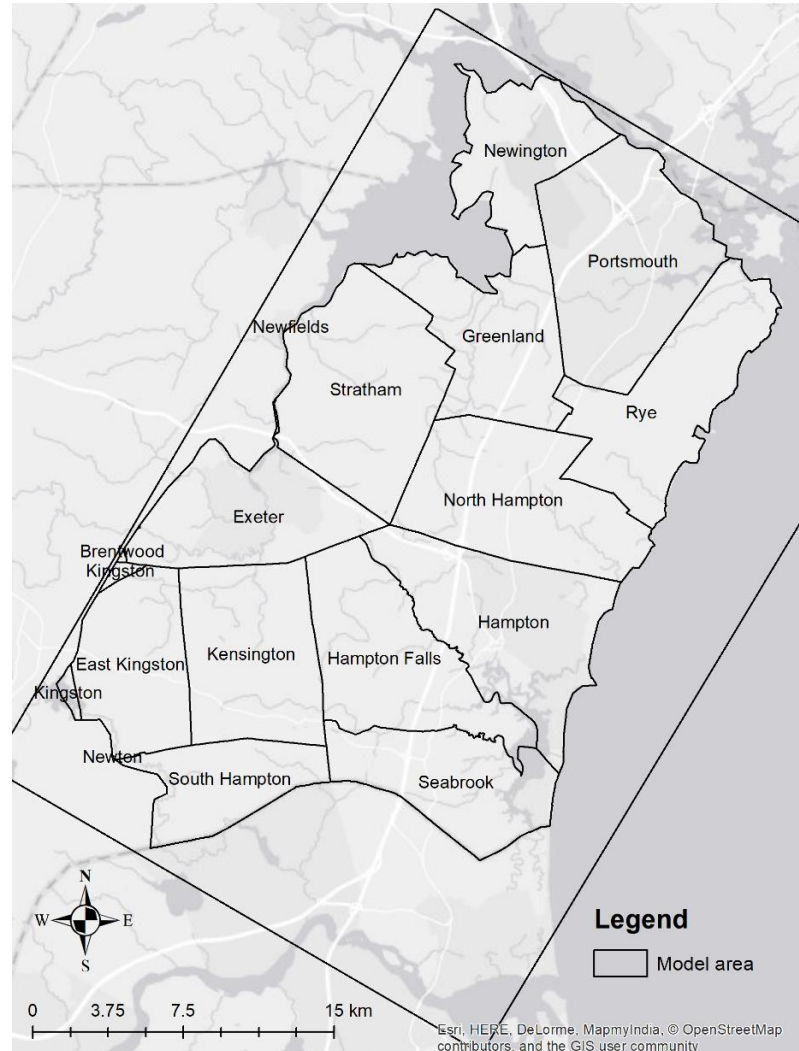 Newington
Portsmouth
Newfields
Greenland
Stratham
Rye
North Hampton
Exeter
Brentwood
Kingston
Hampton
East Kingston
Kensington
Hampton Falls
Kingston
Newton
South Hampton
Seabrook
N
W
E
S
Legend
Model area
0 3.75 7.5 15 km
Esri, HERE, DeLorme, MapmyIndia, © OpenStreetMap
contributors, and the GIS user community